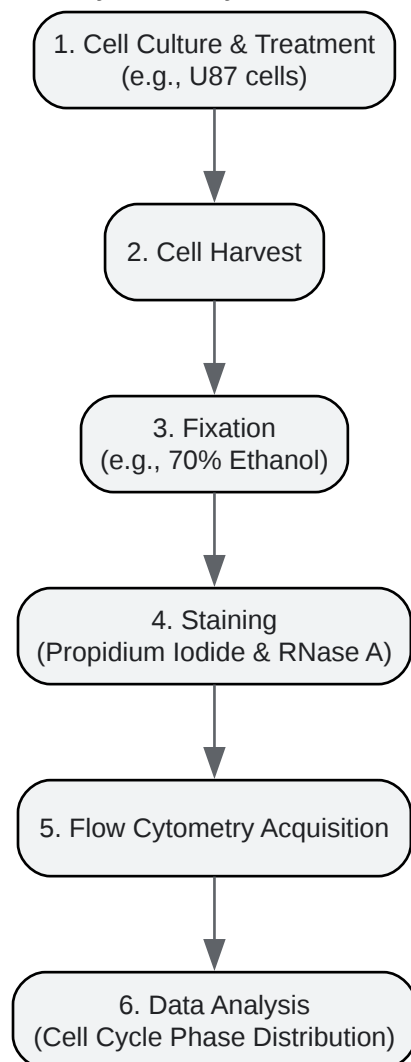 1. Cell Culture & Treatment
(e.g., U87 cells)
2. Cell Harvest
3. Fixation
(e.g., 70% Ethanol)
4. Staining
(Propidium Iodide & RNase A)
5. Flow Cytometry Acquisition
6. Data Analysis
(Cell Cycle Phase Distribution)